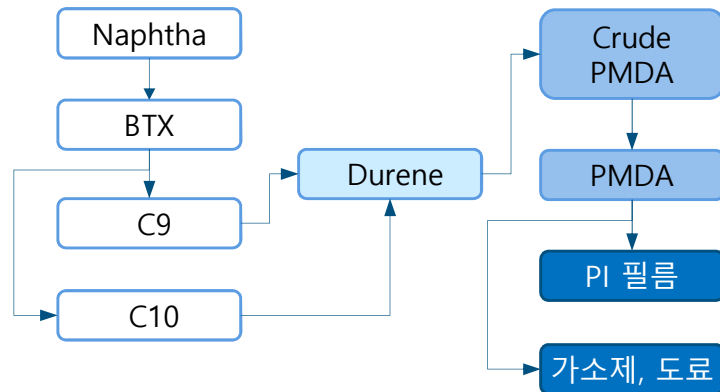 Naphtha
BTX
C9
C10
Durene
Crude
PMDA
PMDA
PI 필름
가소제, 도료